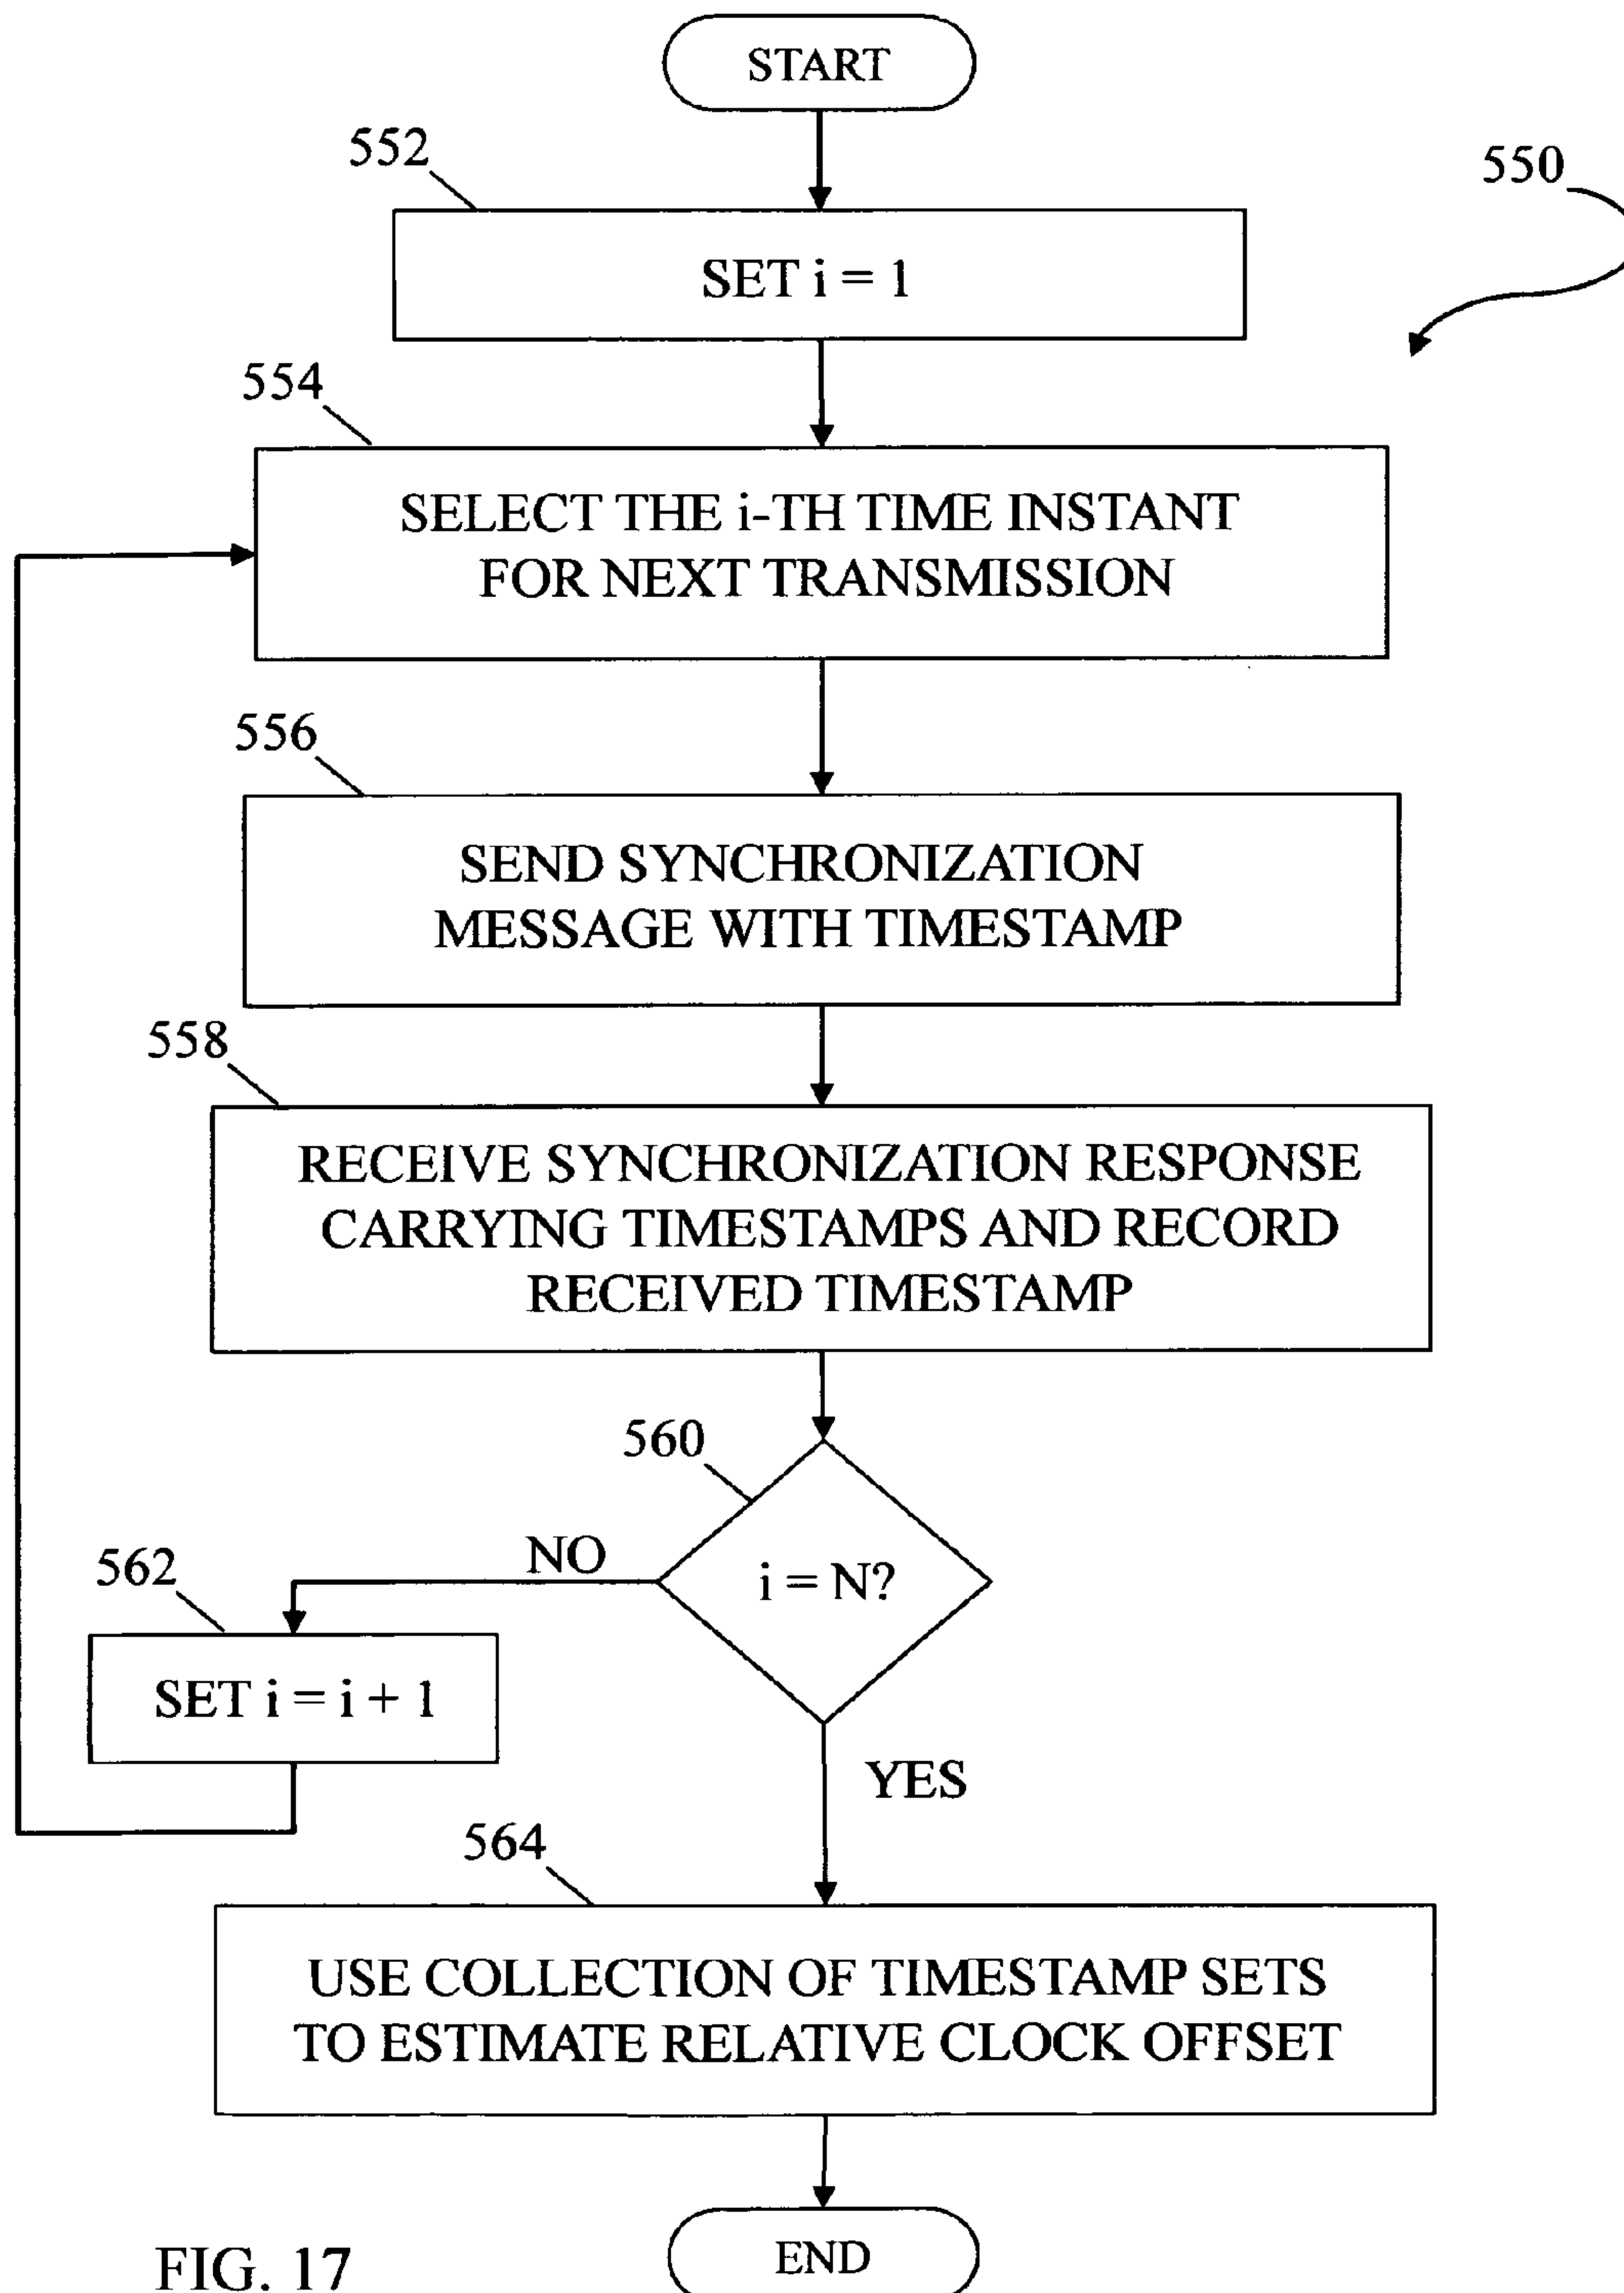 START
552
550
SET i = 1
554
SELECT THE i-TH TIME INSTANT
FOR NEXT TRANSMISSION
556
SEND SYNCHRONIZATION
MESSAGE WITH TIMESTAMP
558
RECEIVE SYNCHRONIZATION RESPONSE
CARRYING TIMESTAMPS AND RECORD
RECEIVED TIMESTAMP
560
NO
i = N?
562
SET i = i + 1
YES
564
USE COLLECTION OF TIMESTAMP SETS
TO ESTIMATE RELATIVE CLOCK OFFSET
FIG. 17
END